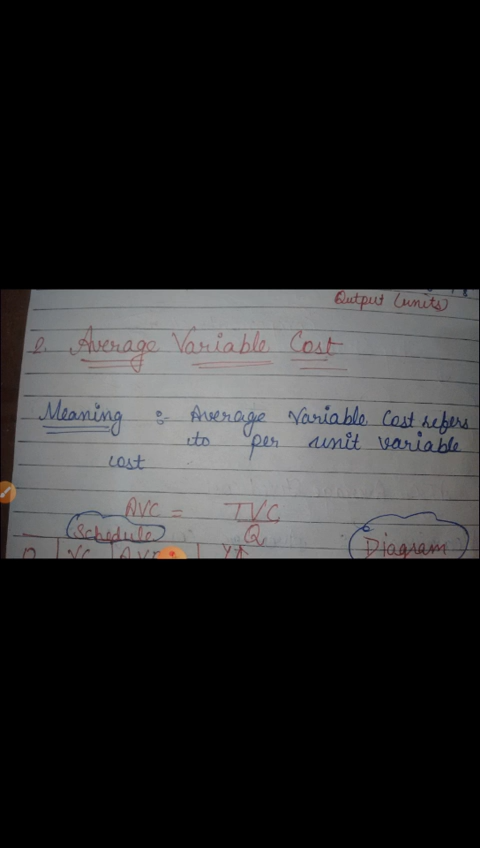 Output (units)
2. Average Variable Cost
Meaning :- Average Variable Cost refers
to per unit variable
cost
AVC = TVC
Q
Schedule
Diagram
VC
Y